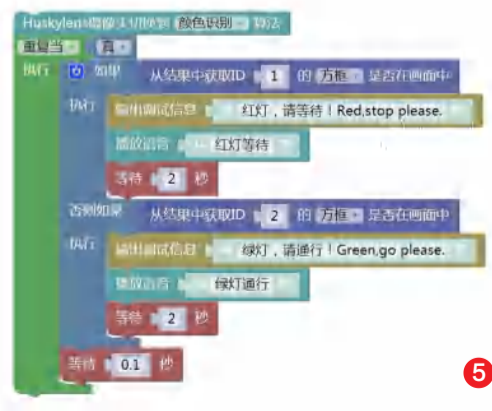 Huskylens摄像头切换到 颜色识别 算法
重复当 真
执行 如果 从结果中获取ID 1 的 方框 是否在画面中
执行 输出调试信息 红灯，请等待！Red,stop please.
播放语音 红灯等待
等待 2 秒
否则如果 从结果中获取ID 2 的 方框 是否在画面中
执行 输出调试信息 绿灯，请通行！Green,go please.
播放语音 绿灯通行
等待 2 秒
等待 0.1 秒
5